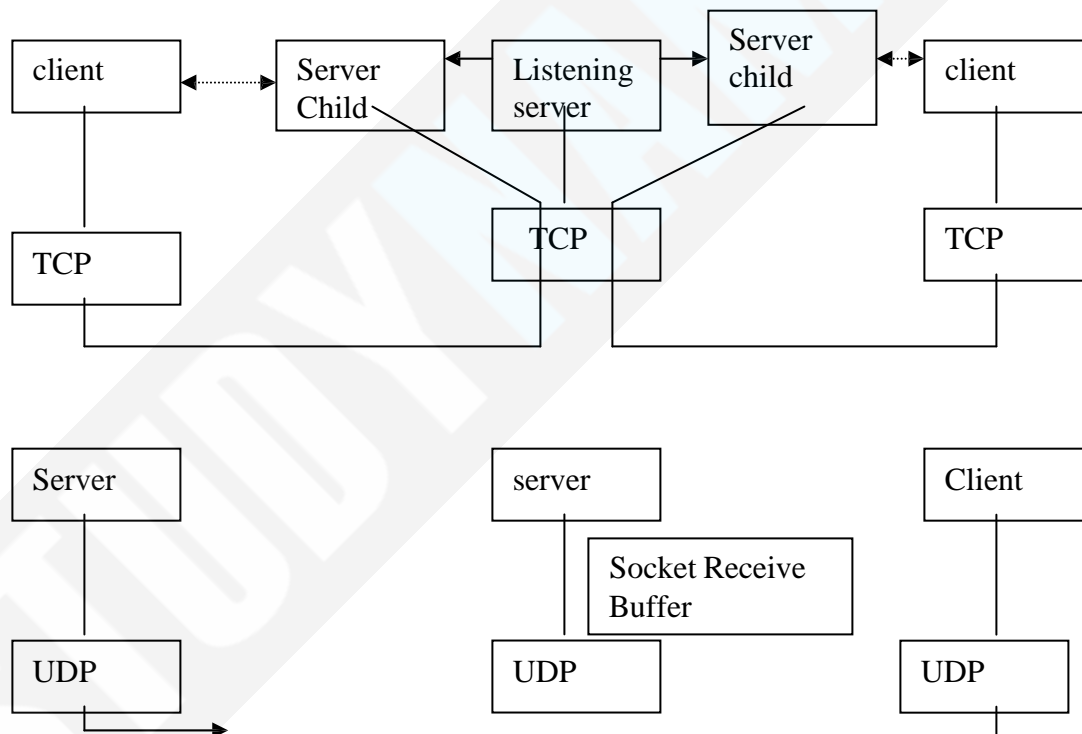 client
Server
Child
Listening
server
Server
child
client
TCP
TCP
TCP
Server
server
Client
Socket Receive
Buffer
UDP
UDP
UDP